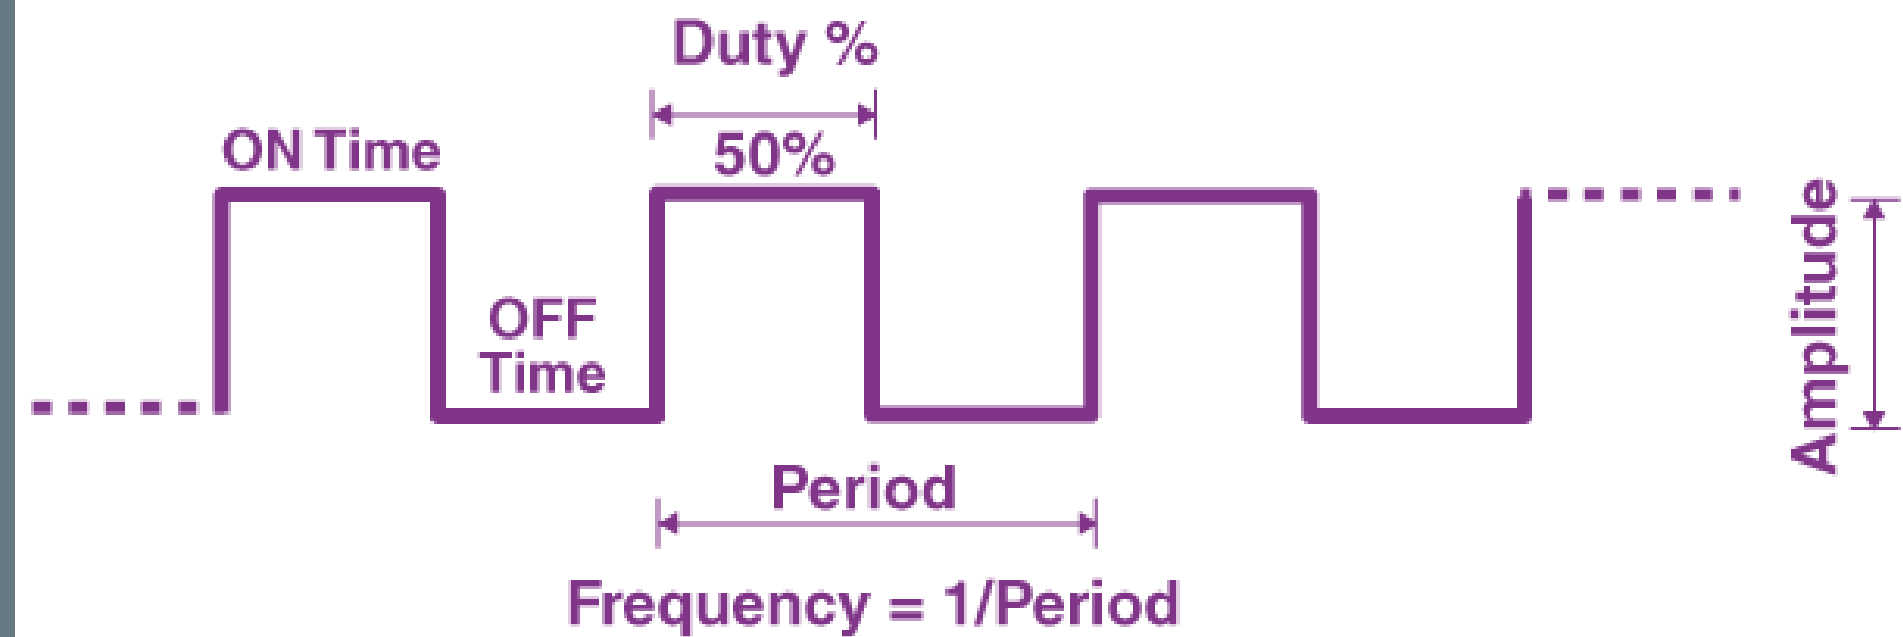 Duty %
50%
ON Time
OFF
Time
Amplitude
Period
Frequency = 1/Period